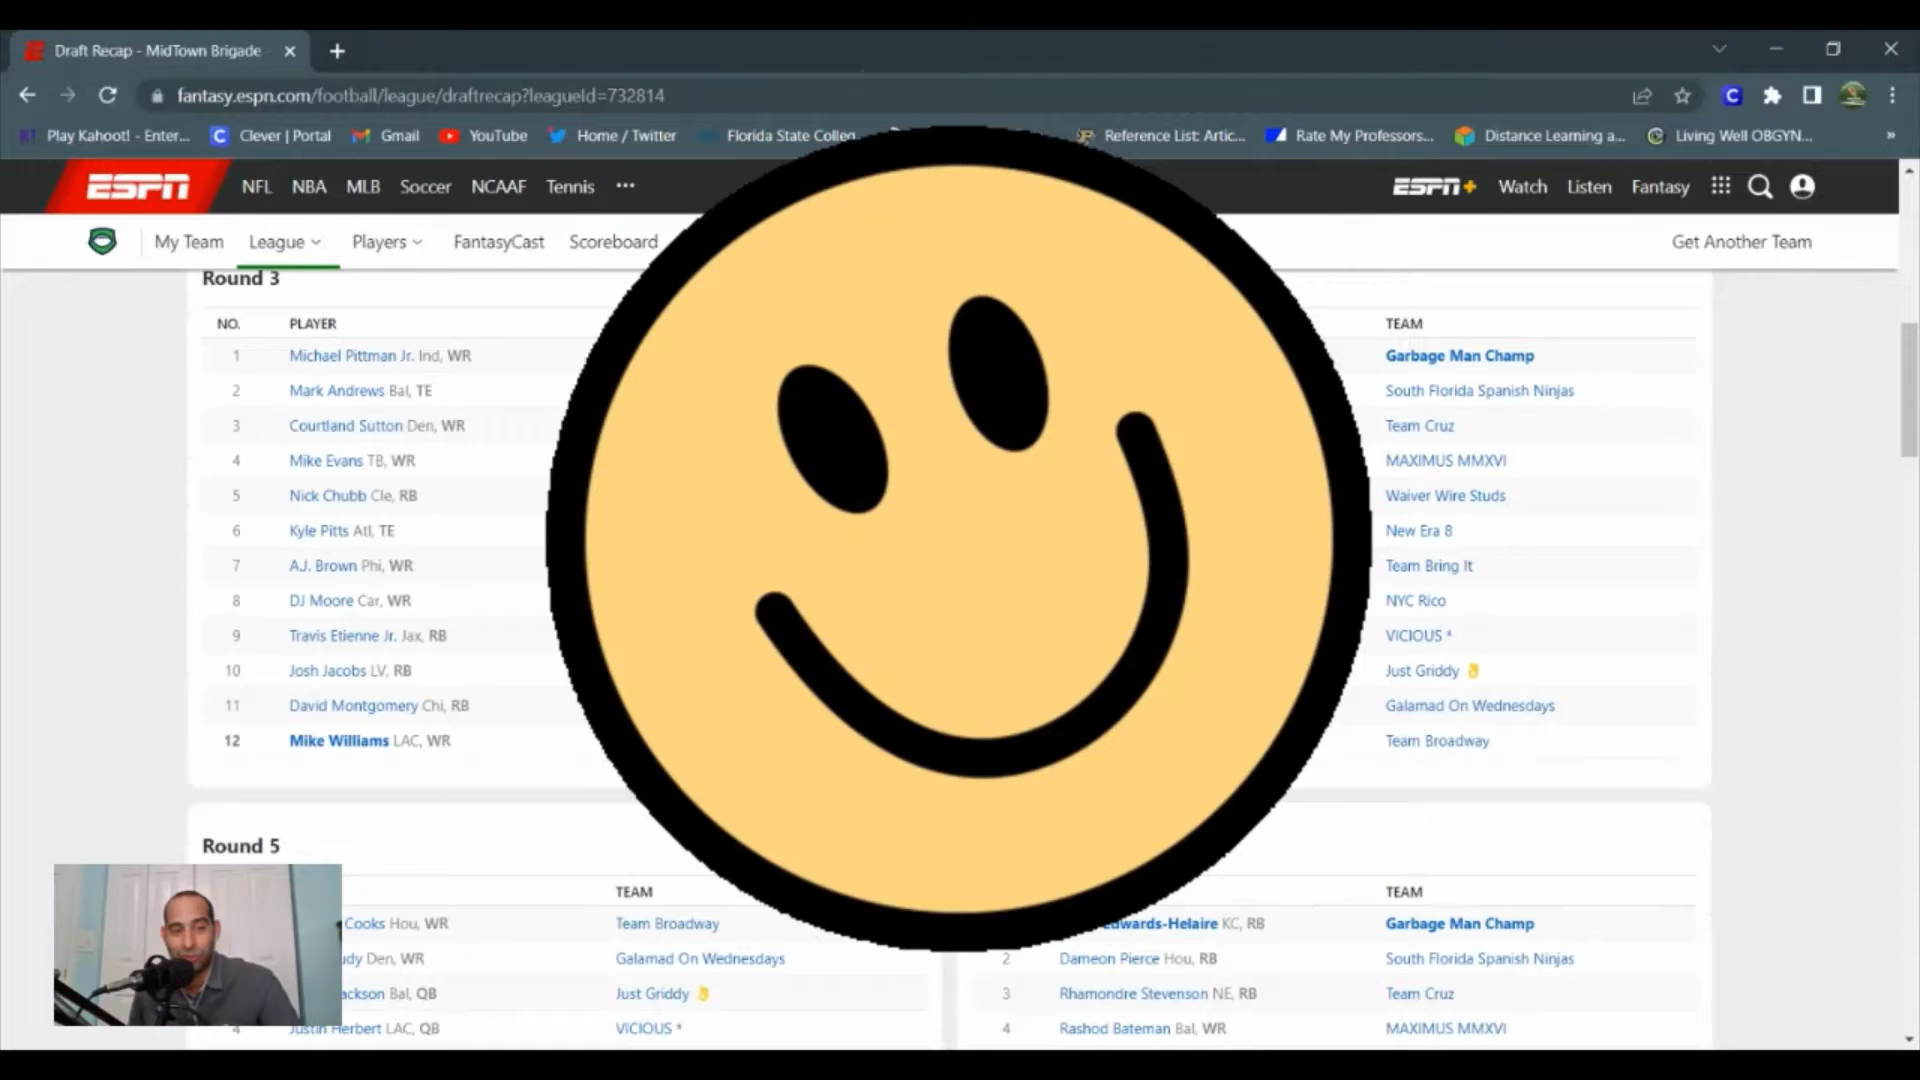 Draft Recap - MidTown Brigade
fantasy.espn.com/football/league/draftrecap?leagueId=732814
Play Kahoot! - Enter... Clever | Portal Gmail YouTube Home / Twitter Florida State Colleg... Reference List: Artic... Rate My Professors... Distance Learning a... Living Well OBGYN... »
ESPN NFL NBA MLB Soccer NCAAF Tennis ••• ESPN+ Watch Listen Fantasy
My Team League Players FantasyCast Scoreboard Get Another Team
Round 3
NO. PLAYER TEAM
1 Michael Pittman Jr. Ind, WR Garbage Man Champ
2 Mark Andrews Bal, TE South Florida Spanish Ninjas
3 Courtland Sutton Den, WR Team Cruz
4 Mike Evans TB, WR MAXIMUS MMXVI
5 Nick Chubb Cle, RB Waiver Wire Studs
6 Kyle Pitts Atl, TE New Era 8
7 A.J. Brown Phi, WR Team Bring It
8 DJ Moore Car, WR NYC Rico
9 Travis Etienne Jr. Jax, RB VICIOUS *
10 Josh Jacobs LV, RB Just Griddy 👌
11 David Montgomery Chi, RB Galamad On Wednesdays
12 Mike Williams LAC, WR Team Broadway
Round 5
TEAM TEAM
Cooks Hou, WR Team Broadway Edwards-Helaire KC, RB Garbage Man Champ
udy Den, WR Galamad On Wednesdays 2 Dameon Pierce Hou, RB South Florida Spanish Ninjas
ackson Bal, QB Just Griddy 👌 3 Rhamondre Stevenson NE, RB Team Cruz
4 Justin Herbert LAC, QB VICIOUS * 4 Rashod Bateman Bal, WR MAXIMUS MMXVI